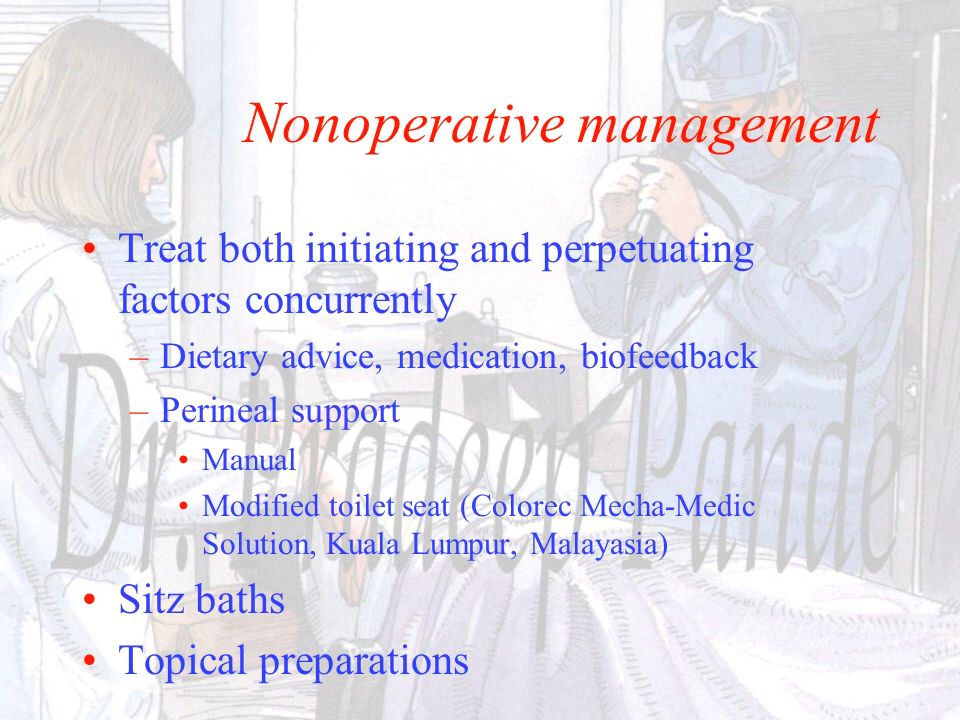 Nonoperative management
• Treat both initiating and perpetuating
factors concurrently
– Dietary advice, medication, biofeedback
– Perineal support
• Manual
• Modified toilet seat (Colorec Mecha-Medic
Solution, Kuala Lumpur, Malayasia)
• Sitz baths
• Topical preparations
Dr. Pradeep Pande